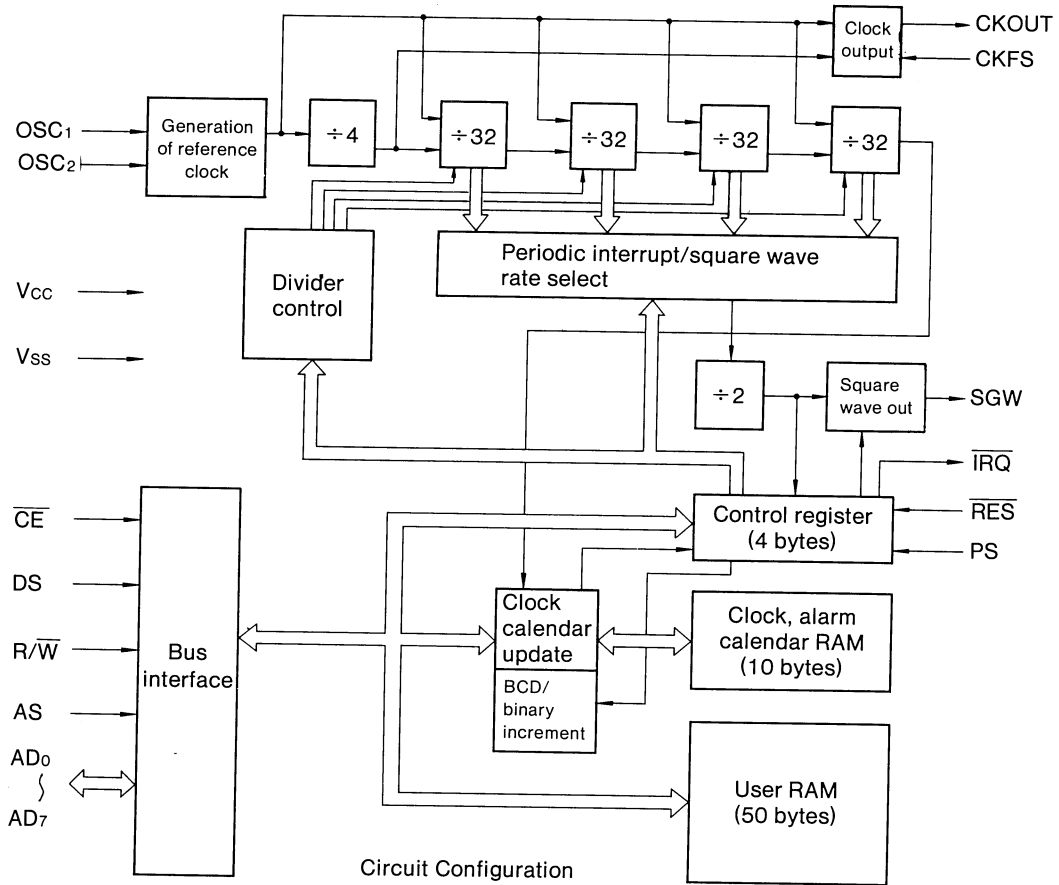 Clock
output
CKOUT
CKFS
OSC1
OSC2
Generation
of reference
clock
÷4
÷32
÷32
÷32
÷32
Divider
control
Periodic interrupt/square wave
rate select
VCC
VSS
÷2
Square
wave out
SGW
IRQ
Control register
(4 bytes)
RES
PS
CE
DS
R/W
AS
AD0
AD7
Bus
interface
Clock
calendar
update
BCD/
binary
increment
Clock, alarm
calendar RAM
(10 bytes)
User RAM
(50 bytes)
Circuit Configuration